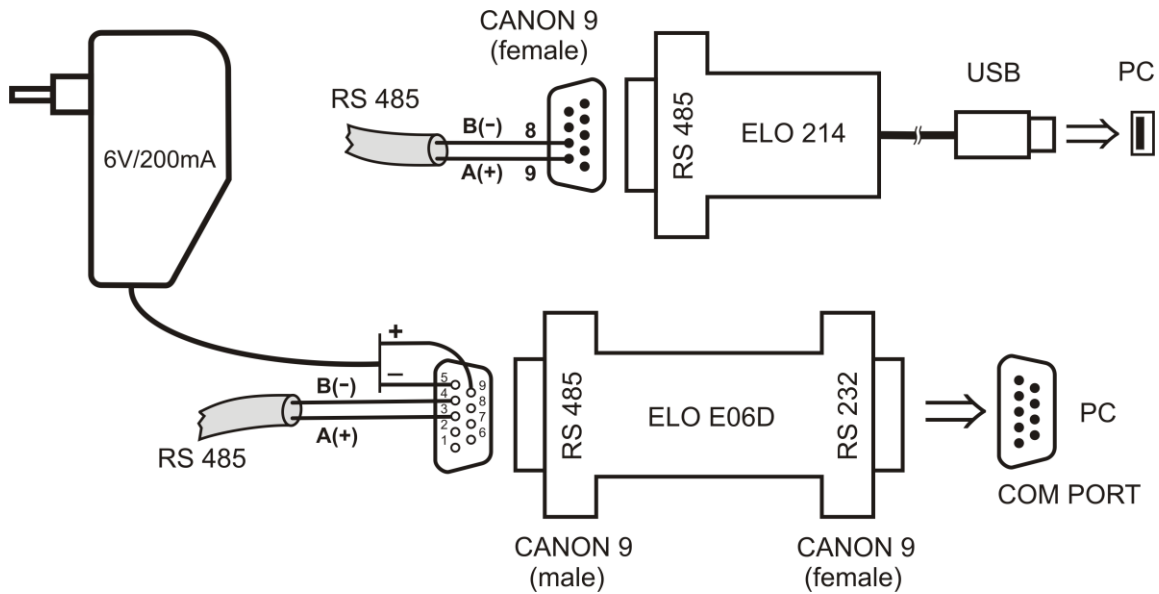 CANON 9
(female)
RS 485
B(−) 8
A(+) 9
RS 485
ELO 214
USB
PC
6V/200mA
+
−
B(−)
A(+)
RS 485
5
4
3
2
1
9
8
7
6
RS 485
ELO E06D
RS 232
PC
COM PORT
CANON 9
(male)
CANON 9
(female)